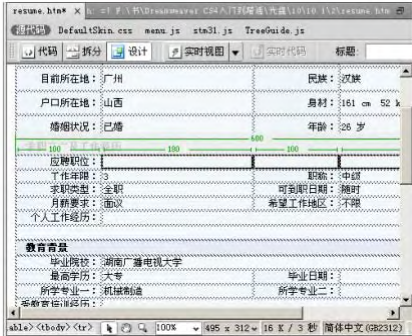 resume.htm* ×
DefaultSkin.css menu.js stm31.js TreeGuide.js
代码 拆分 设计 实时视图 实时代码 标题:
目前所在地: 广州 民族: 汉族
户口所在地: 山西 身材: 161 cm 52 k
婚姻状况: 已婚 年龄: 26 岁
600
100 180 100
应聘职位:
工作年限: 3 职称: 中级
求职类型: 全职 可到职日期: 随时
月薪要求: 面议 希望工作地区: 不限
个人工作经历:
教育背景
毕业院校: 湖南广播电视大学
最高学历: 大专 毕业日期:
所学专业一: 机械制造 所学专业二:
受教育培训经历:
able> <tbody> <tr> 100% 495 x 312 16 K / 3 秒 简体中文(GB2312)